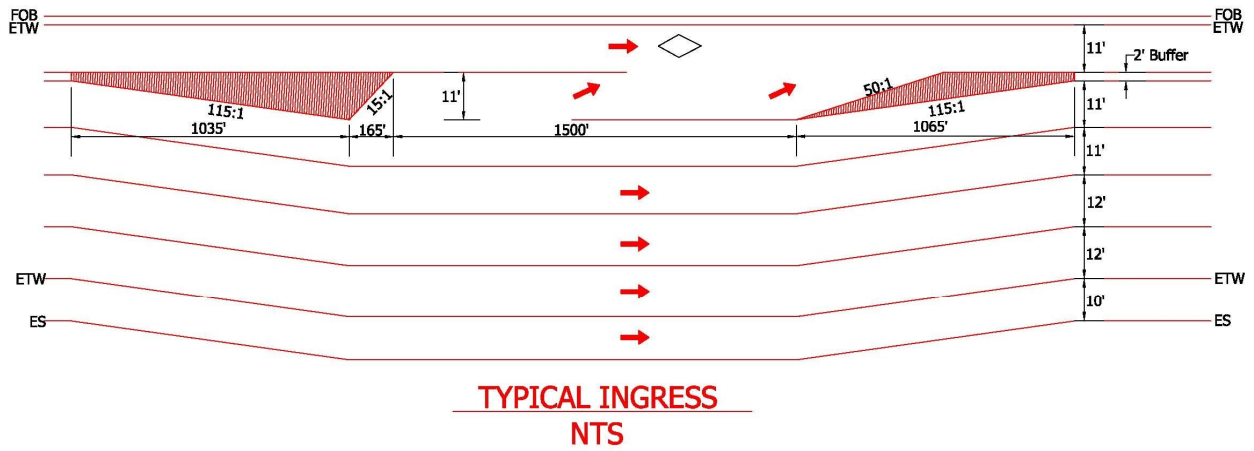 FOB
ETW
FOB
ETW
11'
2' Buffer
115:1
15:1
11'
50:1
115:1
11'
1035'
165'
1500'
1065'
11'
12'
12'
ETW
ETW
10'
ES
ES
TYPICAL INGRESS
NTS